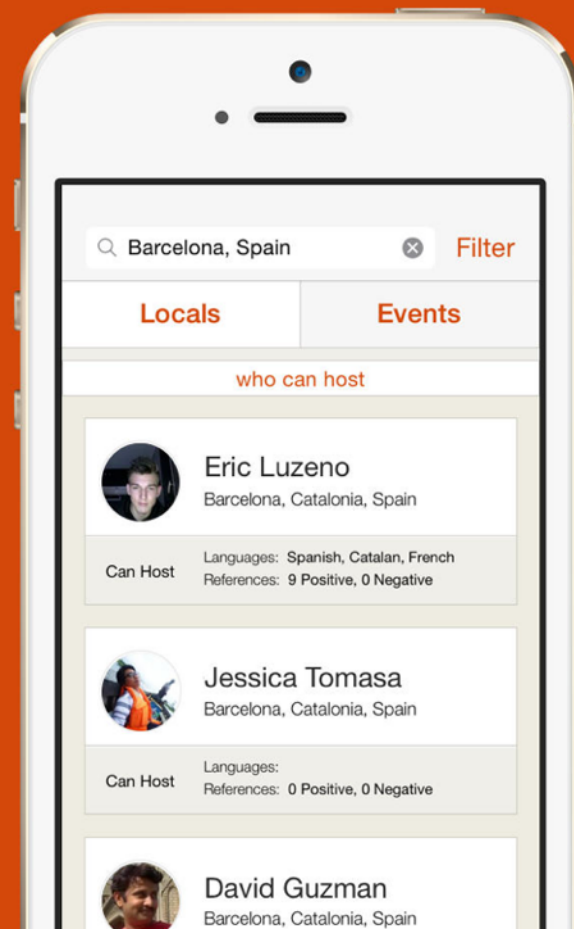 Barcelona, Spain
Filter
Locals
Events
who can host
Eric Luzeno
Barcelona, Catalonia, Spain
Can Host
Languages: Spanish, Catalan, French
References: 9 Positive, 0 Negative
Jessica Tomasa
Barcelona, Catalonia, Spain
Can Host
Languages:
References: 0 Positive, 0 Negative
David Guzman
Barcelona, Catalonia, Spain